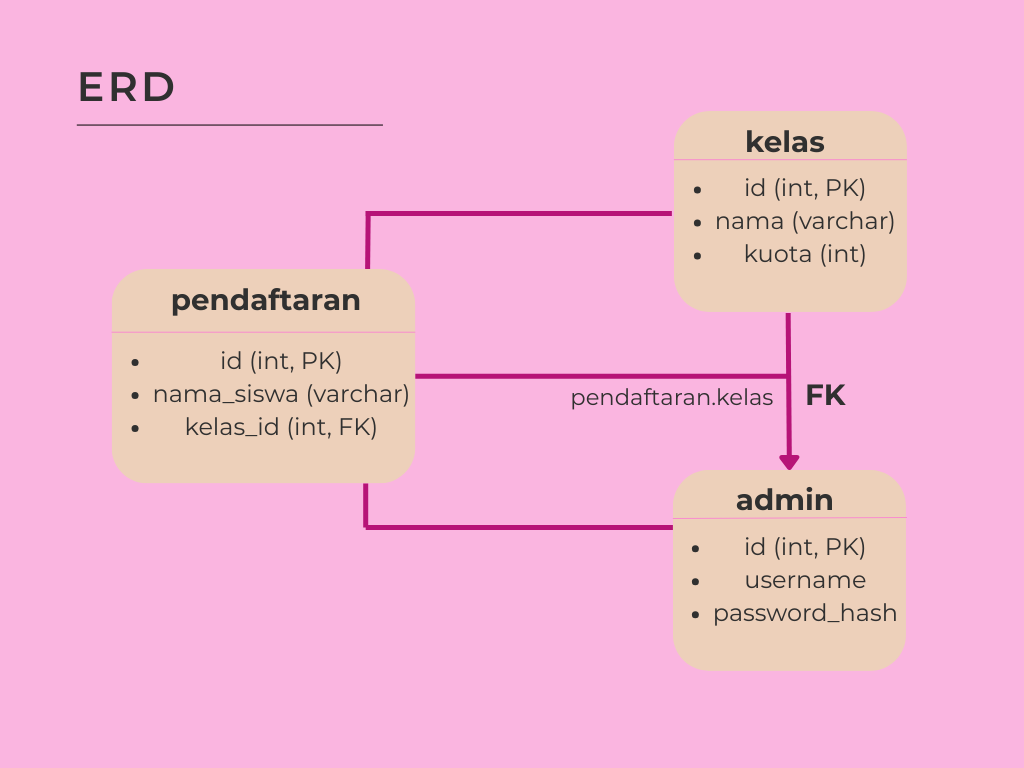 ERD
kelas
• id (int, PK)
• nama (varchar)
• kuota (int)
pendaftaran
• id (int, PK)
• nama_siswa (varchar)
• kelas_id (int, FK)
pendaftaran.kelas
FK
admin
• id (int, PK)
• username
• password_hash